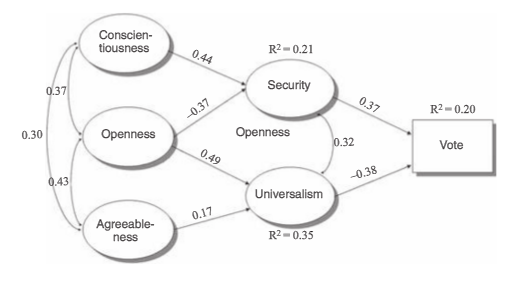 Conscien-
tiousness
0.44
R² = 0.21
Security
0.37
–0.37
0.37
R² = 0.20
0.30
Openness
Openness
0.32
Vote
0.49
0.43
–0.38
Universalism
Agreeable-
ness
0.17
R² = 0.35